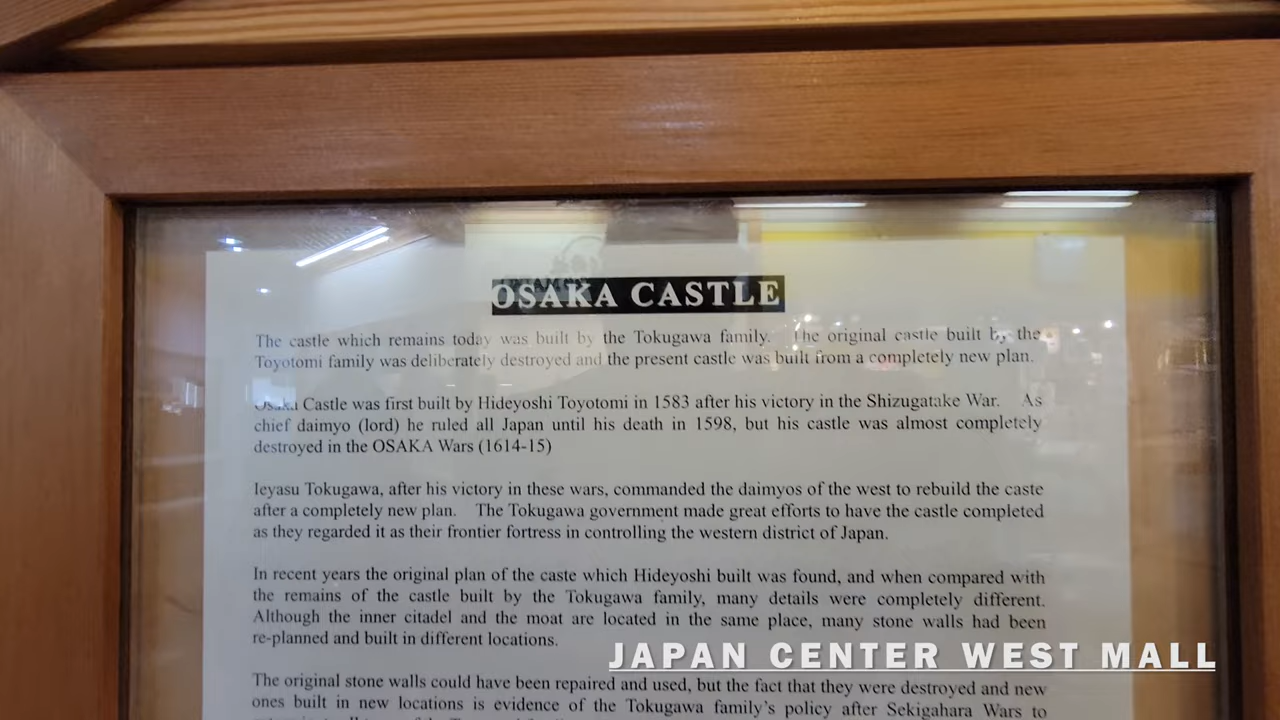 OSAKA CASTLE
The castle which remains today was built by the Tokugawa family. The original castle built by the
Toyotomi family was deliberately destroyed and the present castle was built from a completely new plan.
Osaka Castle was first built by Hideyoshi Toyotomi in 1583 after his victory in the Shizugatake War. As
chief daimyo (lord) he ruled all Japan until his death in 1598, but his castle was almost completely
destroyed in the OSAKA Wars (1614-15)
Ieyasu Tokugawa, after his victory in these wars, commanded the daimyos of the west to rebuild the caste
after a completely new plan. The Tokugawa government made great efforts to have the castle completed
as they regarded it as their frontier fortress in controlling the western district of Japan.
In recent years the original plan of the caste which Hideyoshi built was found, and when compared with
the remains of the castle built by the Tokugawa family, many details were completely different.
Although the inner citadel and the moat are located in the same place, many stone walls had been
re-planned and built in different locations.
JAPAN CENTER WEST MALL
The original stone walls could have been repaired and used, but the fact that they were destroyed and new
ones built in new locations is evidence of the Tokugawa family's policy after Sekigahara Wars to